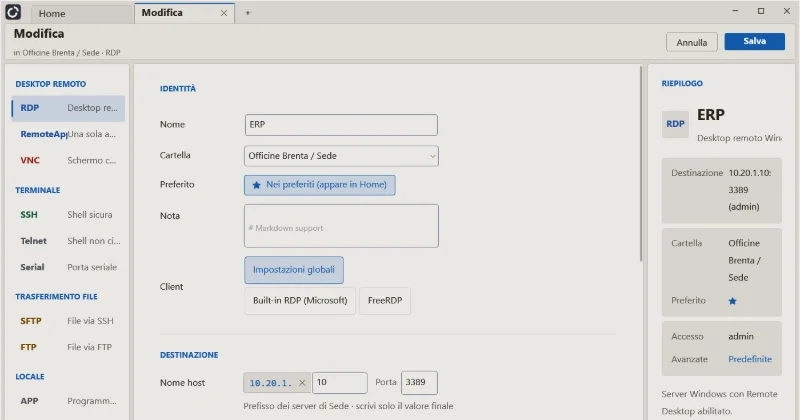 Home
Modifica
Modifica
in Officine Brenta / Sede · RDP
Annulla
Salva
DESKTOP REMOTO
RDP Desktop re...
RemoteApp Una sola a...
VNC Schermo c...
TERMINALE
SSH Shell sicura
Telnet Shell non ci...
Serial Porta seriale
TRASFERIMENTO FILE
SFTP File via SSH
FTP File via FTP
LOCALE
APP Programm...
IDENTITÀ
Nome ERP
Cartella Officine Brenta / Sede
Preferito ★ Nei preferiti (appare in Home)
Nota # Markdown support
Client Impostazioni globali
Built-in RDP (Microsoft) FreeRDP
DESTINAZIONE
Nome host 10.20.1. × 10 Porta 3389
Prefisso dei server di Sede · scrivi solo il valore finale
RIEPILOGO
RDP
ERP
Desktop remoto Win
Destinazione 10.20.1.10:
3389
(admin)
Cartella Officine
Brenta /
Sede
Preferito ★
Accesso admin
Avanzate Predefinite
Server Windows con Remote
Desktop abilitato.